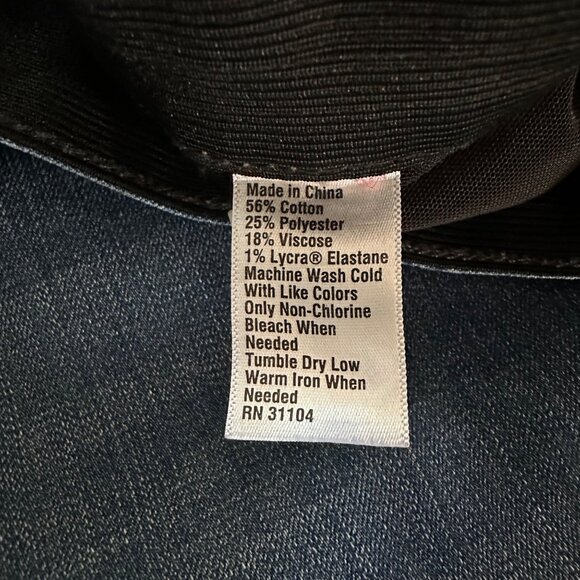 Made in China
56% Cotton
25% Polyester
18% Viscose
1% Lycra® Elastane
Machine Wash Cold
With Like Colors
Only Non-Chlorine
Bleach When
Needed
Tumble Dry Low
Warm Iron When
Needed
RN 31104